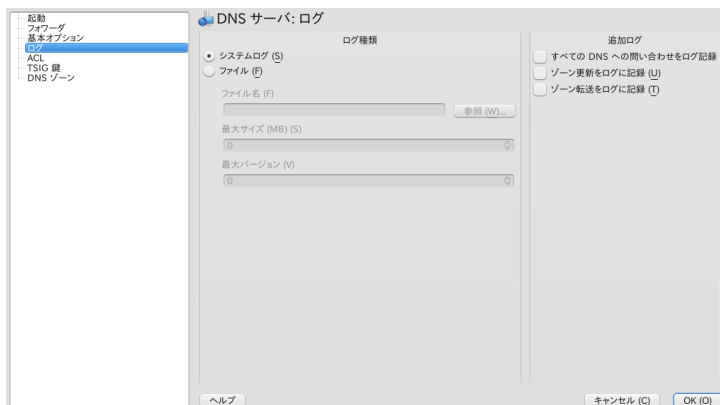 起動
フォワーダ
基本オプション
ログ
ACL
TSIG 鍵
DNS ゾーン
DNS サーバ: ログ
ログ種類
システムログ (S)
ファイル (F)
ファイル名 (F)
参照 (W)...
最大サイズ (MB) (S)
0
最大バージョン (V)
0
追加ログ
すべての DNS への問い合わせをログ記録
ゾーン更新をログに記録 (U)
ゾーン転送をログに記録 (T)
ヘルプ
キャンセル (C)
OK (O)